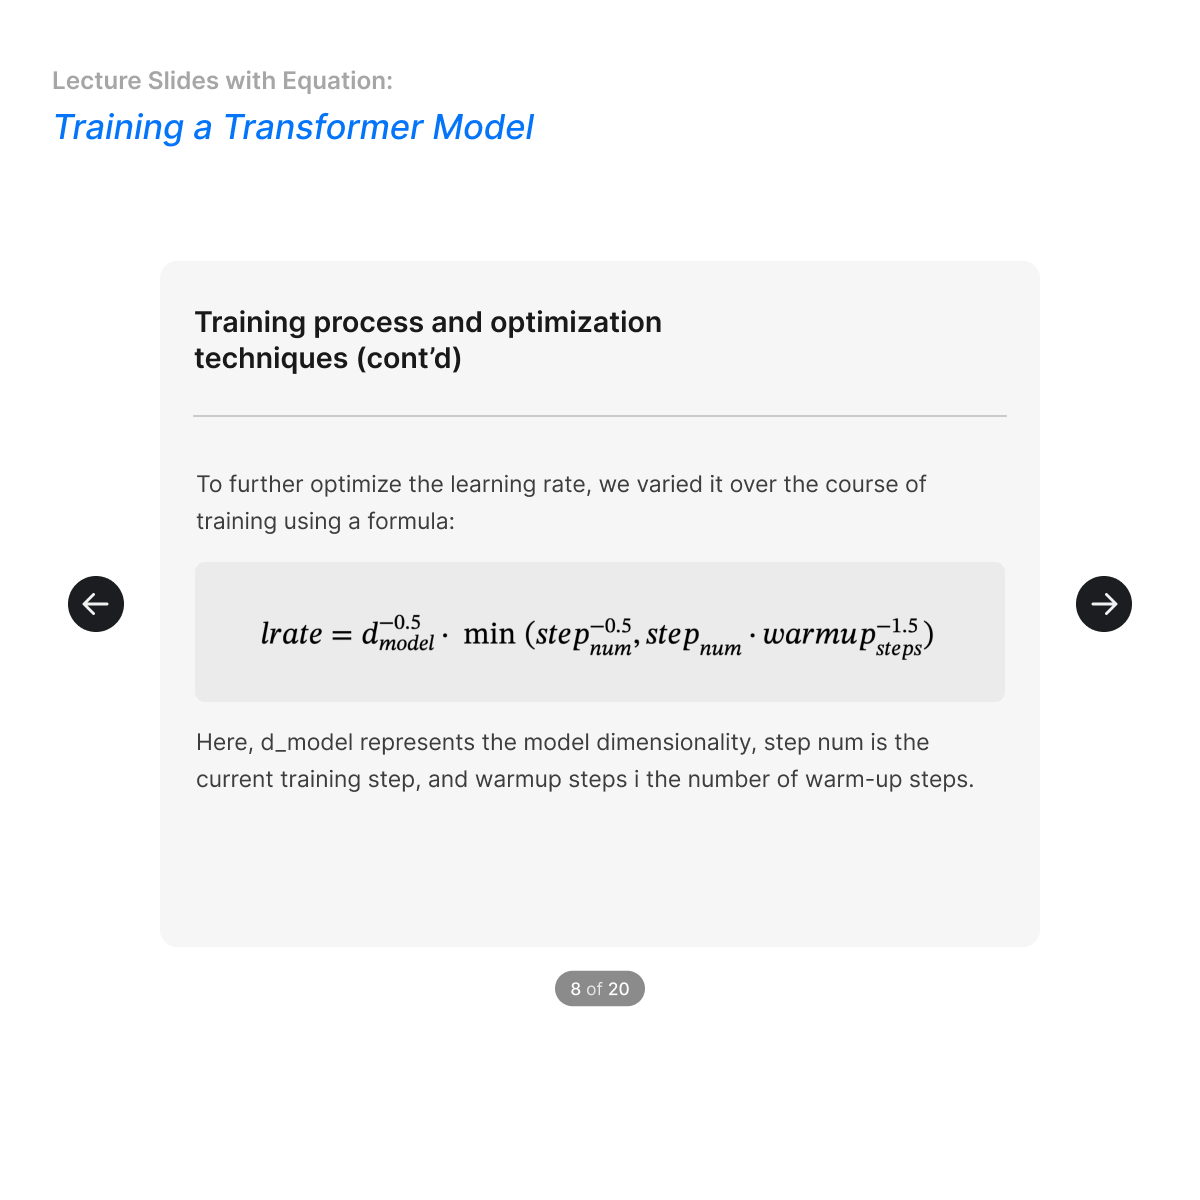 Lecture Slides with Equation:
Training a Transformer Model
Training process and optimization
techniques (cont’d)
To further optimize the learning rate, we varied it over the course of
training using a formula:
lrate = d_{model}^{−0.5} · min (step_{num}^{−0.5}, step_{num} · warmup_{steps}^{−1.5})
Here, d_model represents the model dimensionality, step num is the
current training step, and warmup steps i the number of warm-up steps.
8 of 20